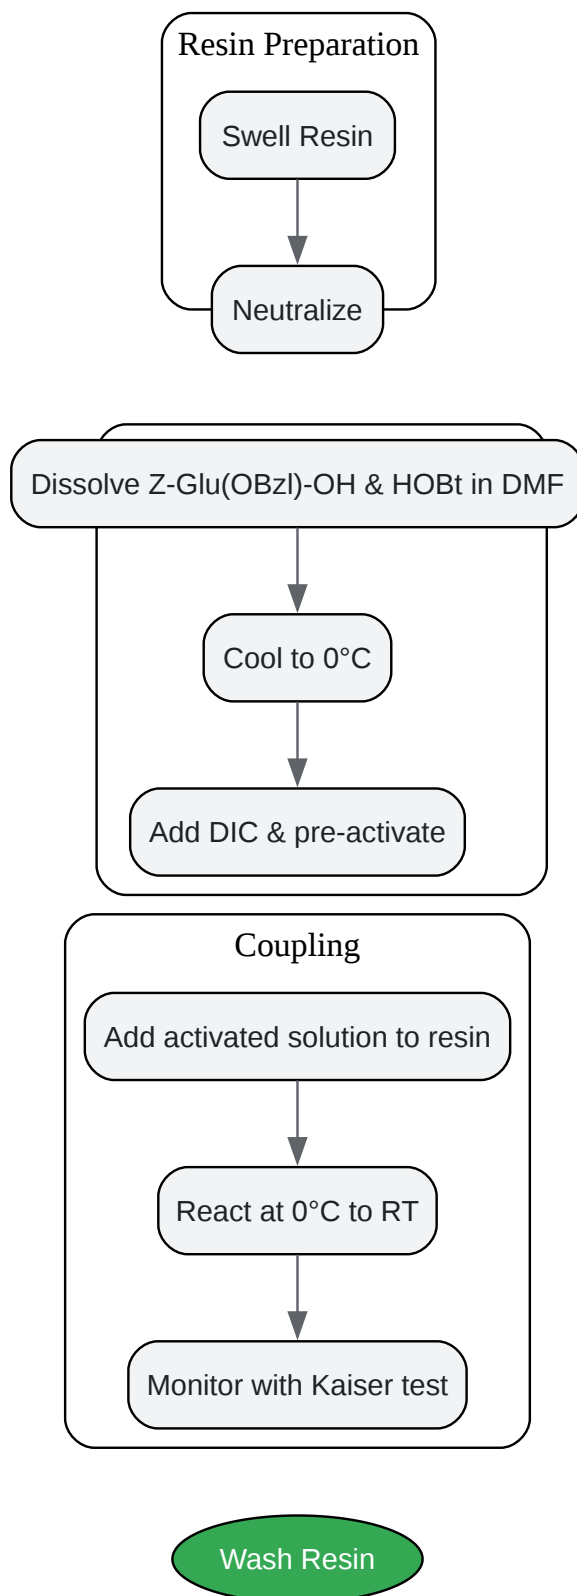 Resin Preparation
Swell Resin
Neutralize
Dissolve Z-Glu(OBzl)-OH & HOBt in DMF
Cool to 0°C
Add DIC & pre-activate
Coupling
Add activated solution to resin
React at 0°C to RT
Monitor with Kaiser test
Wash Resin